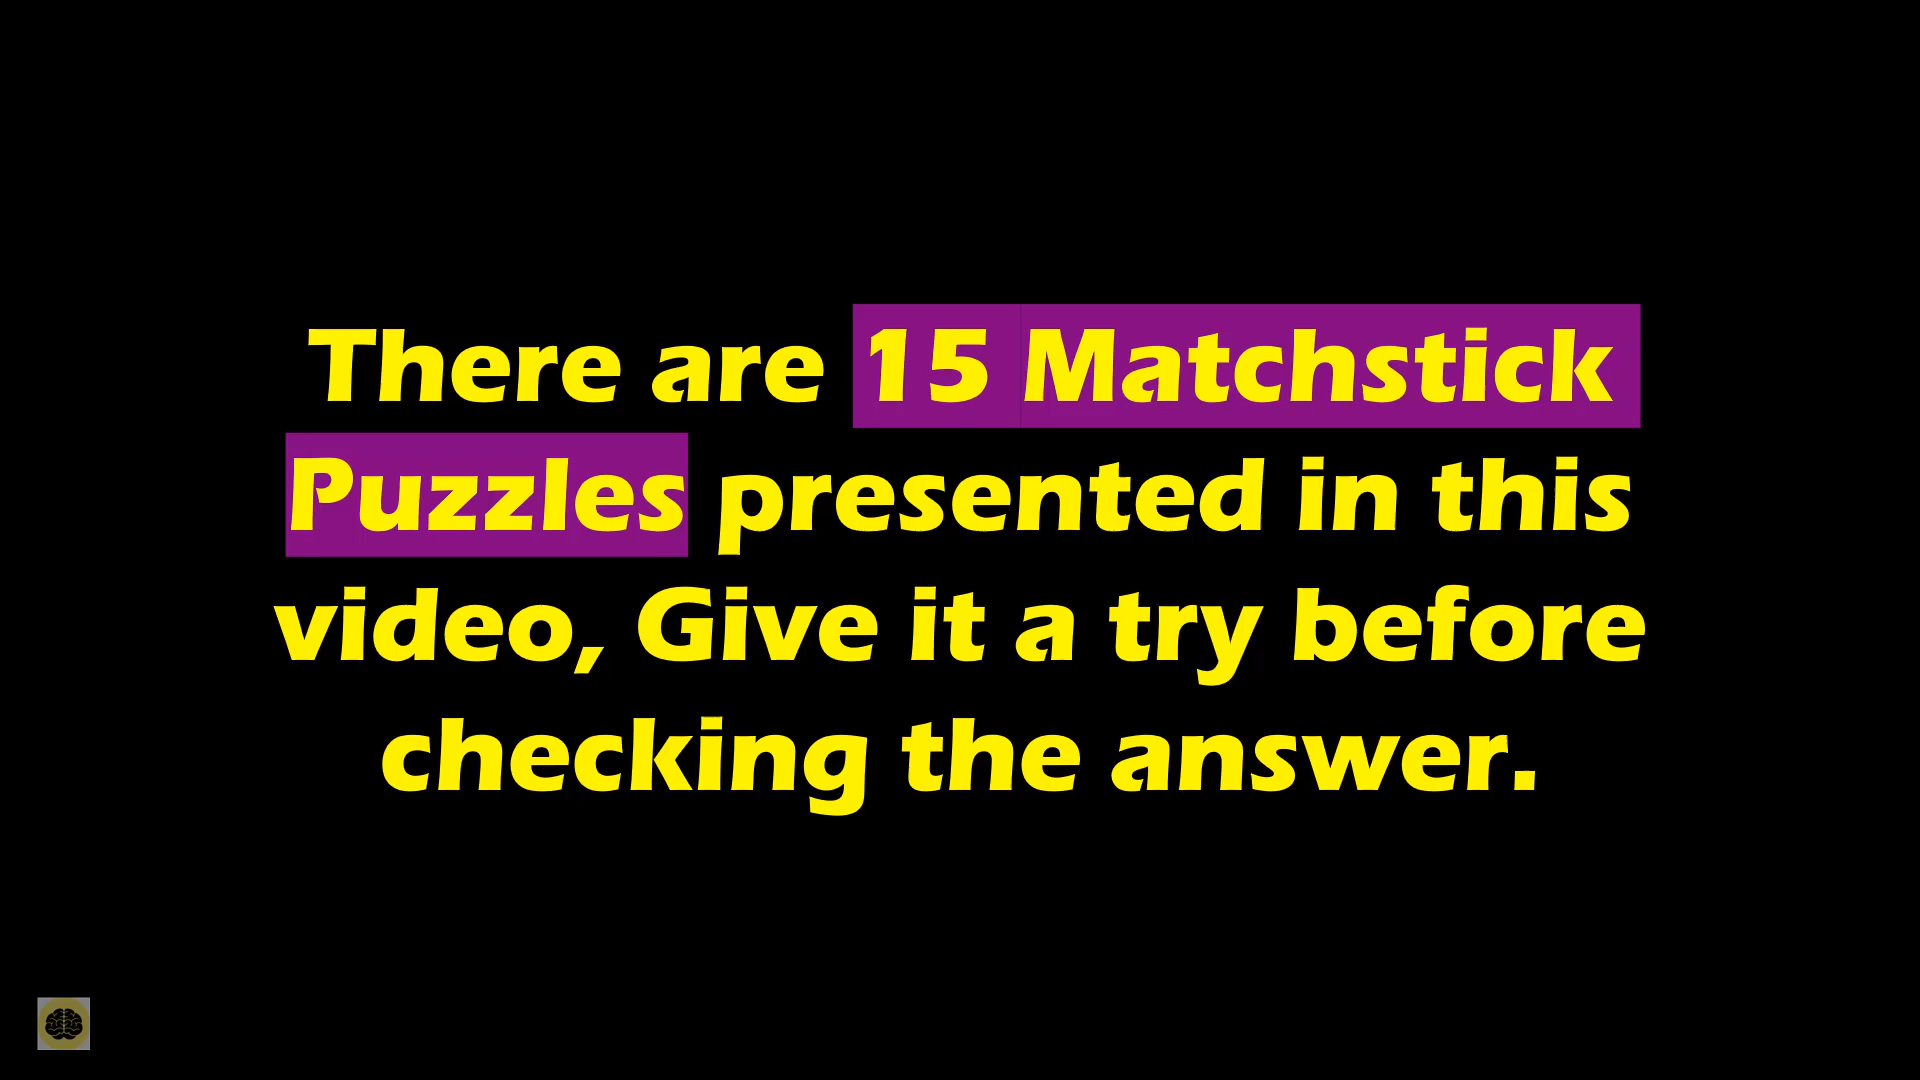 There are 15 Matchstick
Puzzles presented in this
video, Give it a try before
checking the answer.